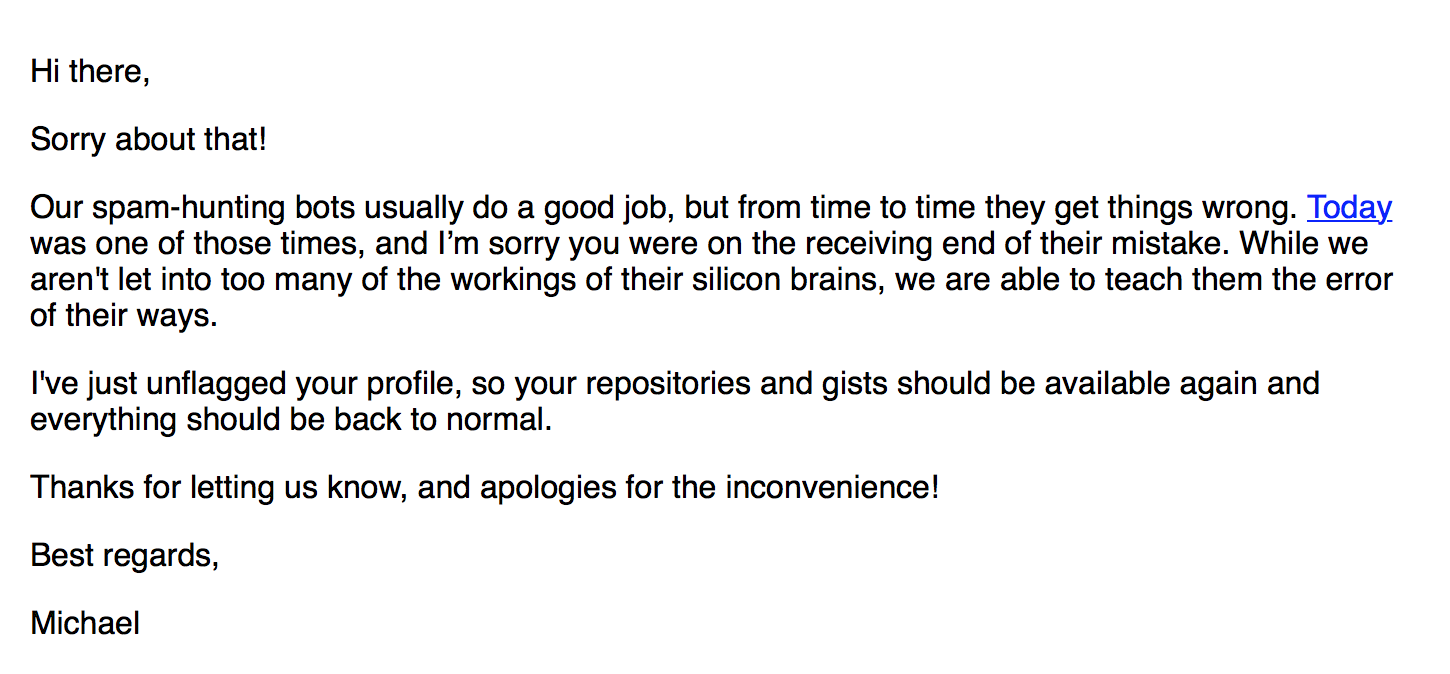 Hi there,
Sorry about that!
Our spam-hunting bots usually do a good job, but from time to time they get things wrong. Today
was one of those times, and I’m sorry you were on the receiving end of their mistake. While we
aren't let into too many of the workings of their silicon brains, we are able to teach them the error
of their ways.
I've just unflagged your profile, so your repositories and gists should be available again and
everything should be back to normal.
Thanks for letting us know, and apologies for the inconvenience!
Best regards,
Michael